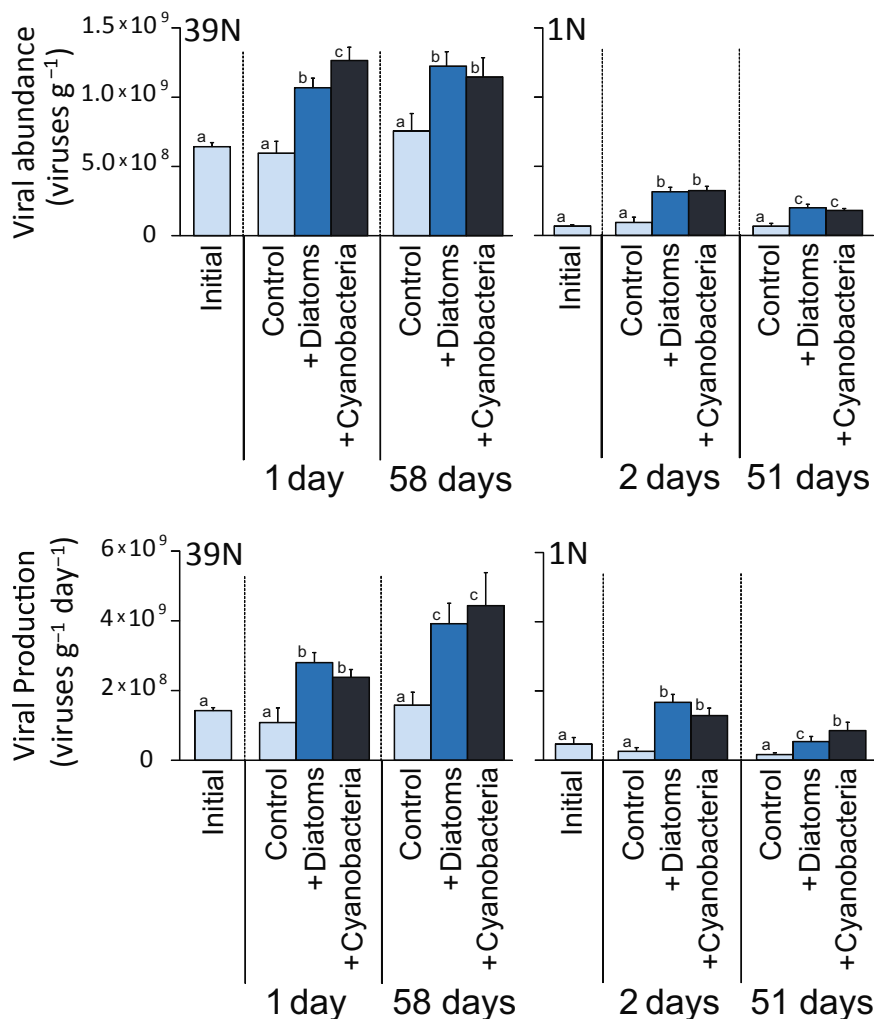 39N
1N
Viral abundance
(viruses g⁻¹)
1.5 × 10⁹
1.0 × 10⁹
5.0 × 10⁸
0
a a b c a b b
a a b b a c c
Initial
Control
+Diatoms
+Cyanobacteria
Control
+Diatoms
+Cyanobacteria
Initial
Control
+Diatoms
+Cyanobacteria
Control
+Diatoms
+Cyanobacteria
1 day 58 days 2 days 51 days
39N
1N
Viral Production
(viruses g⁻¹ day⁻¹)
6 × 10⁹
4 × 10⁹
2 × 10⁸
0
a a b b a c c
a a b b a c b
Initial
Control
+Diatoms
+Cyanobacteria
Control
+Diatoms
+Cyanobacteria
Initial
Control
+Diatoms
+Cyanobacteria
Control
+Diatoms
+Cyanobacteria
1 day 58 days 2 days 51 days